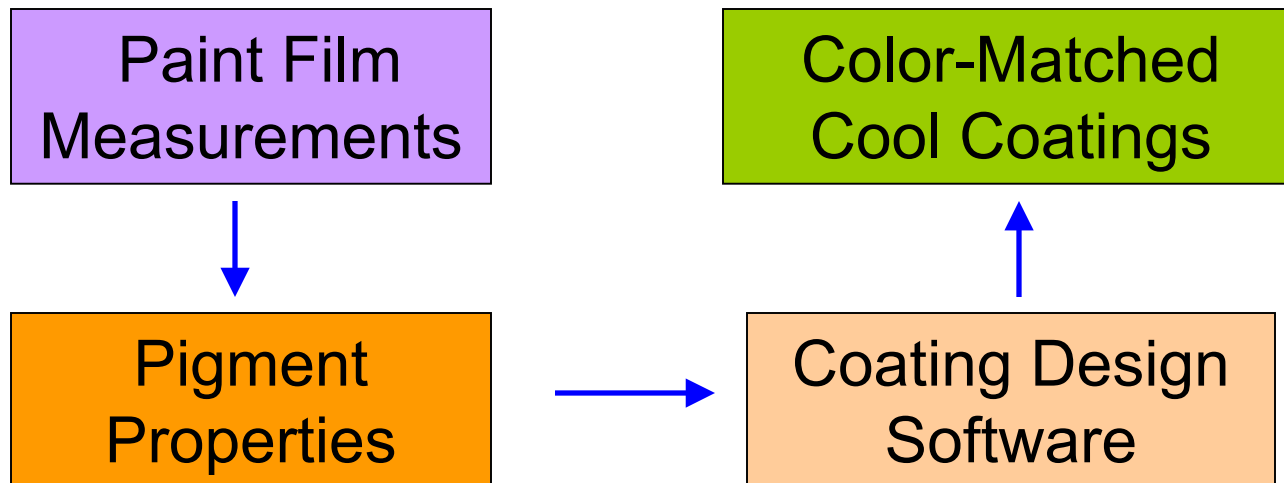 Paint Film
Measurements
Color-Matched
Cool Coatings
Pigment
Properties
Coating Design
Software